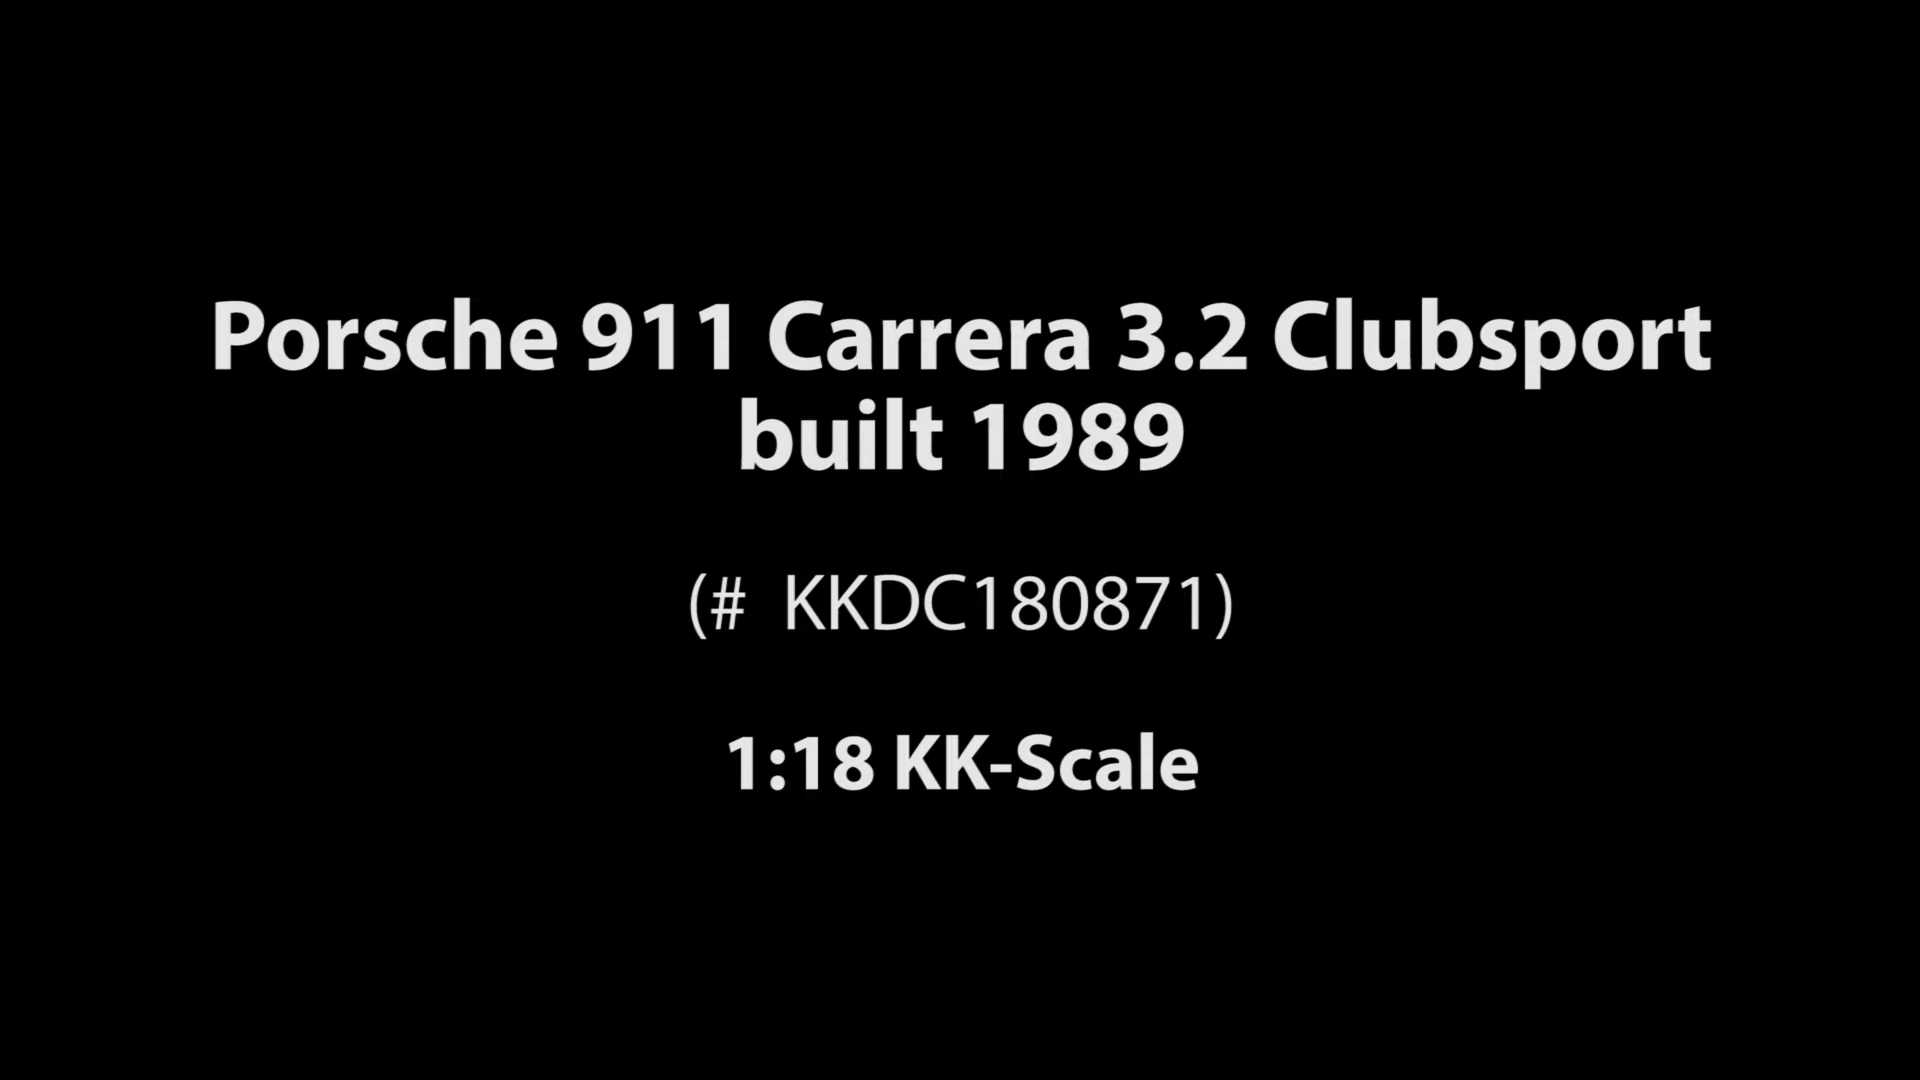 Porsche 911 Carrera 3.2 Clubsport
built 1989
(# KKDC180871)
1:18 KK-Scale